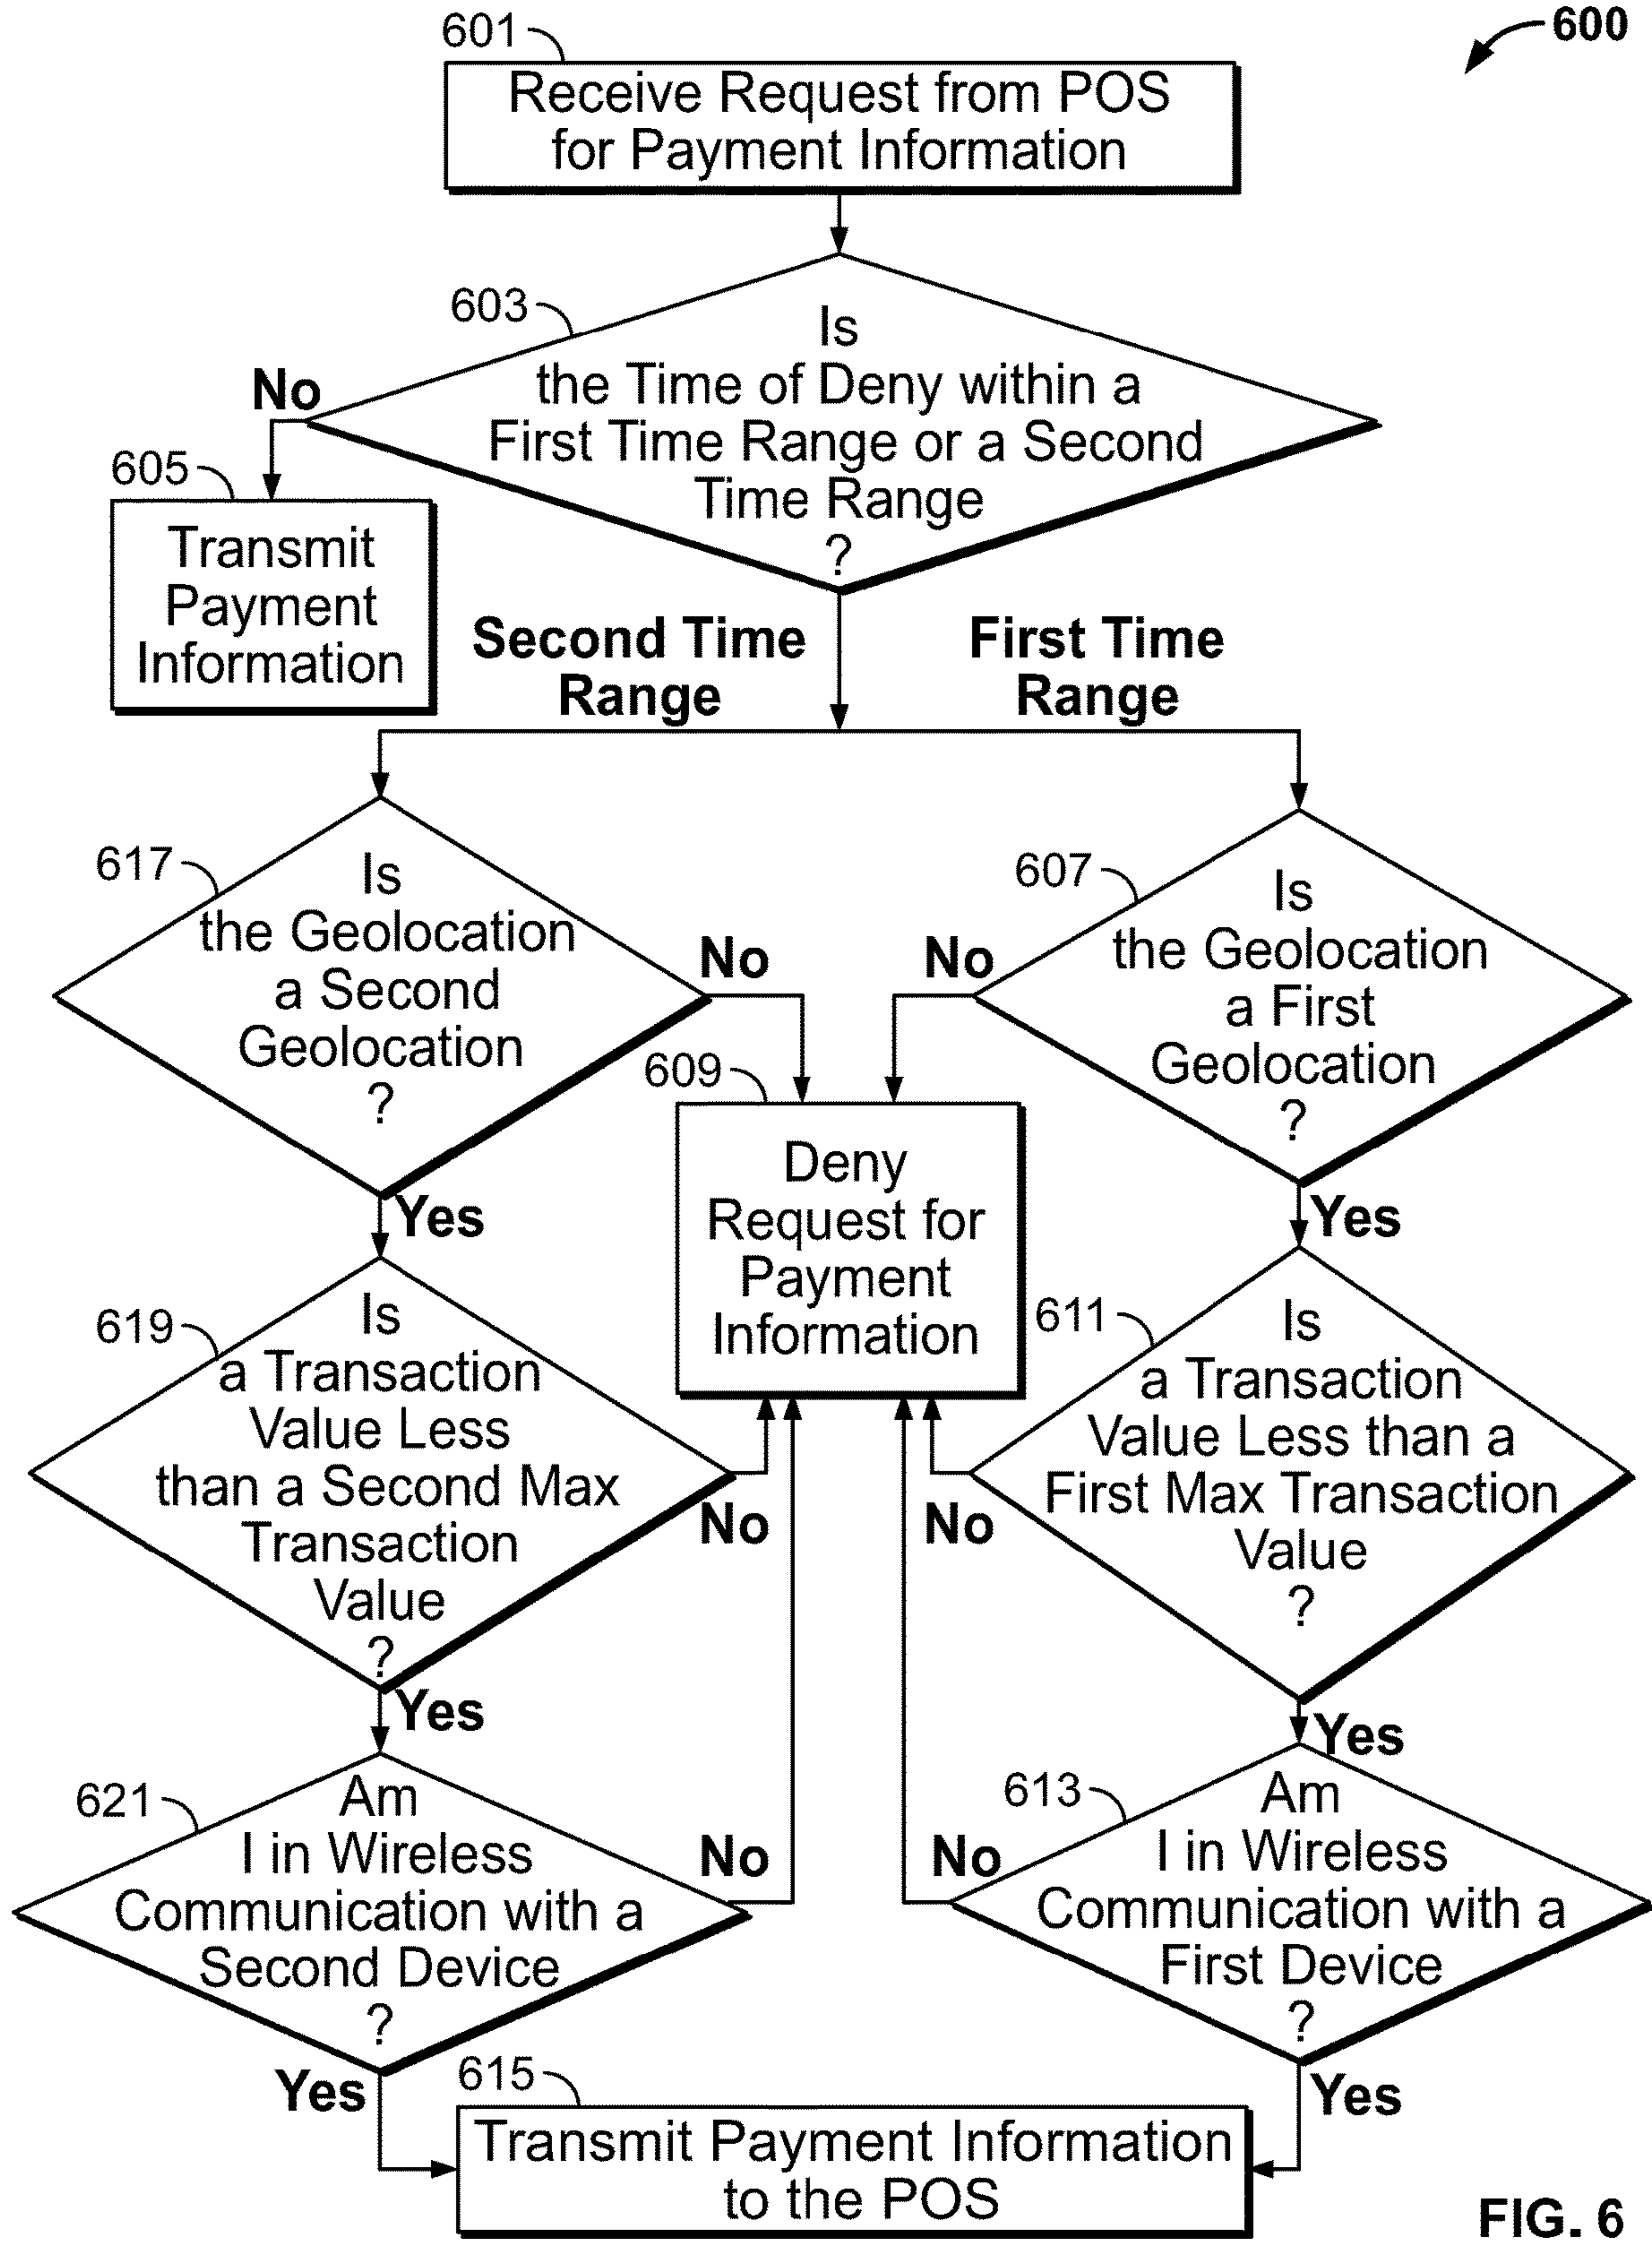 600
601
Receive Request from POS
for Payment Information
603
Is
the Time of Deny within a
First Time Range or a Second
Time Range
?
No
605
Transmit
Payment
Information
Second Time
Range
First Time
Range
617
Is
the Geolocation
a Second
Geolocation
?
No
Yes
607
Is
the Geolocation
a First
Geolocation
?
No
Yes
609
Deny
Request for
Payment
Information
619
Is
a Transaction
Value Less
than a Second Max
Transaction
Value
?
No
Yes
611
Is
a Transaction
Value Less than a
First Max Transaction
Value
?
No
Yes
621
Am
I in Wireless
Communication with a
Second Device
?
No
Yes
613
Am
I in Wireless
Communication with a
First Device
?
No
Yes
615
Transmit Payment Information
to the POS
FIG. 6